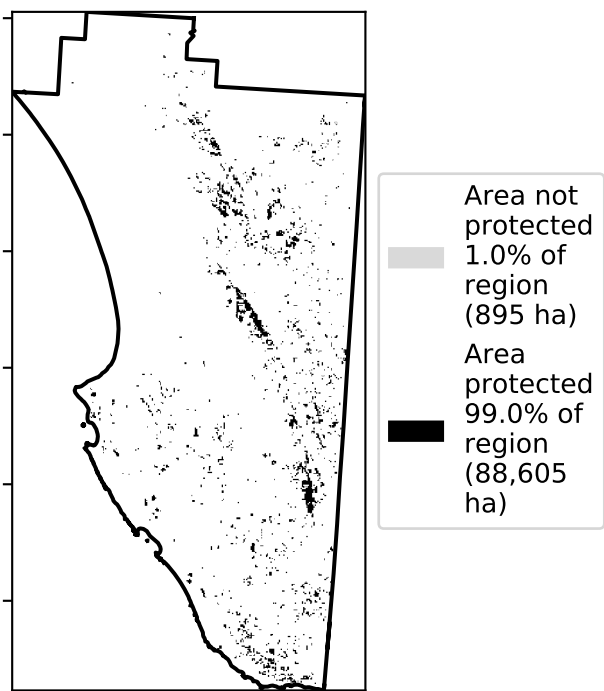 Area not
protected
1.0% of
region
(895 ha)
Area
protected
99.0% of
region
(88,605
ha)